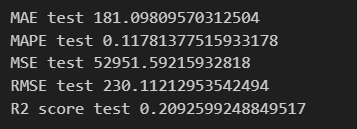 MAE test 181.09809570312504
MAPE test 0.11781377515933178
MSE test 52951.59215932818
RMSE test 230.11212953542494
R2 score test 0.2092599248849517